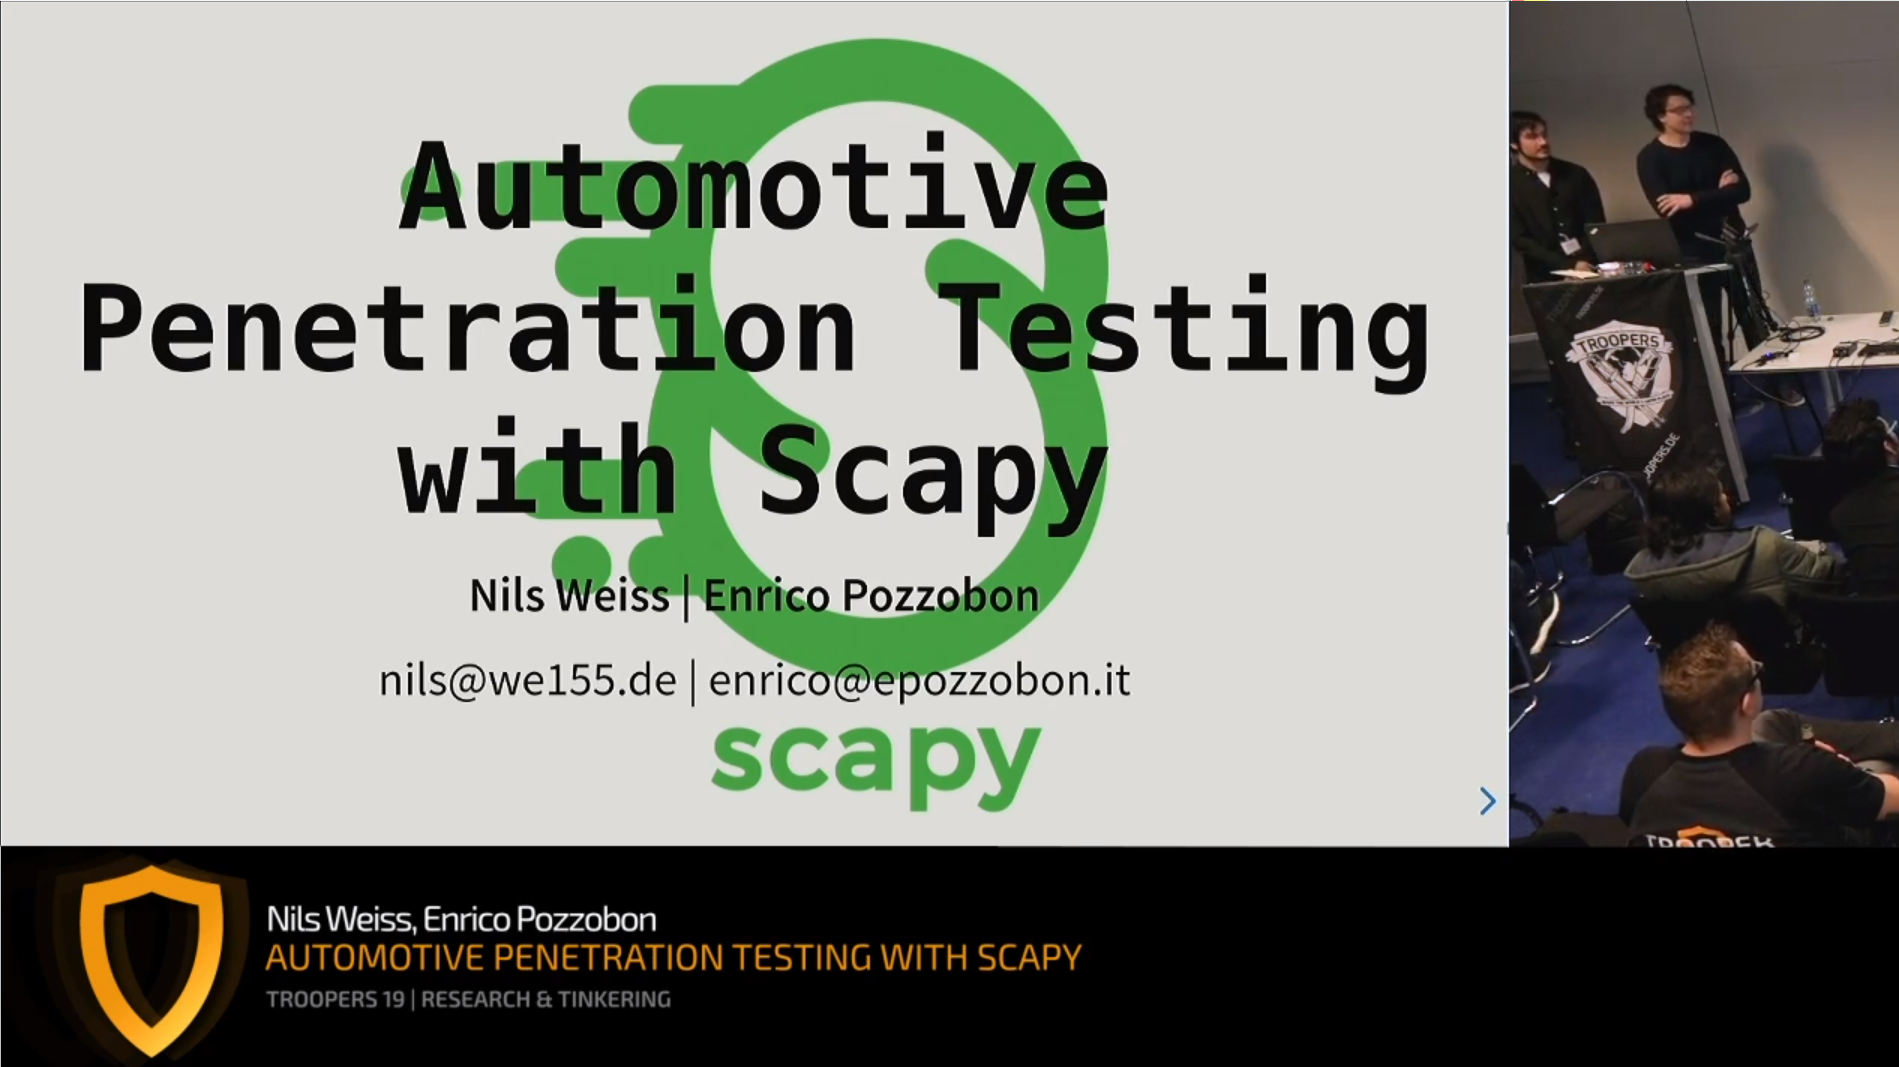 Automotive
Penetration Testing
with Scapy
Nils Weiss | Enrico Pozzobon
nils@we155.de | enrico@epozzobon.it
scapy
TROOPERS
Nils Weiss, Enrico Pozzobon
AUTOMOTIVE PENETRATION TESTING WITH SCAPY
TROOPERS 19 | RESEARCH & TINKERING